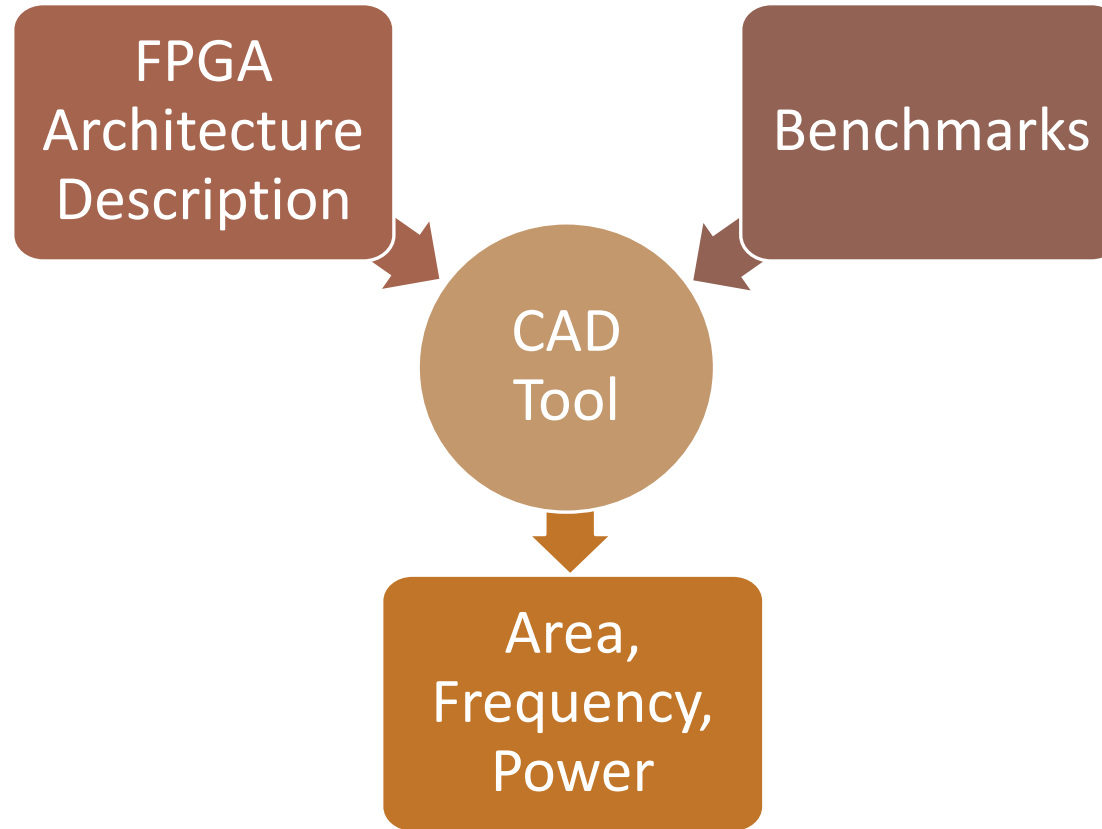 FPGA
Architecture
Description
Benchmarks
CAD
Tool
Area,
Frequency,
Power